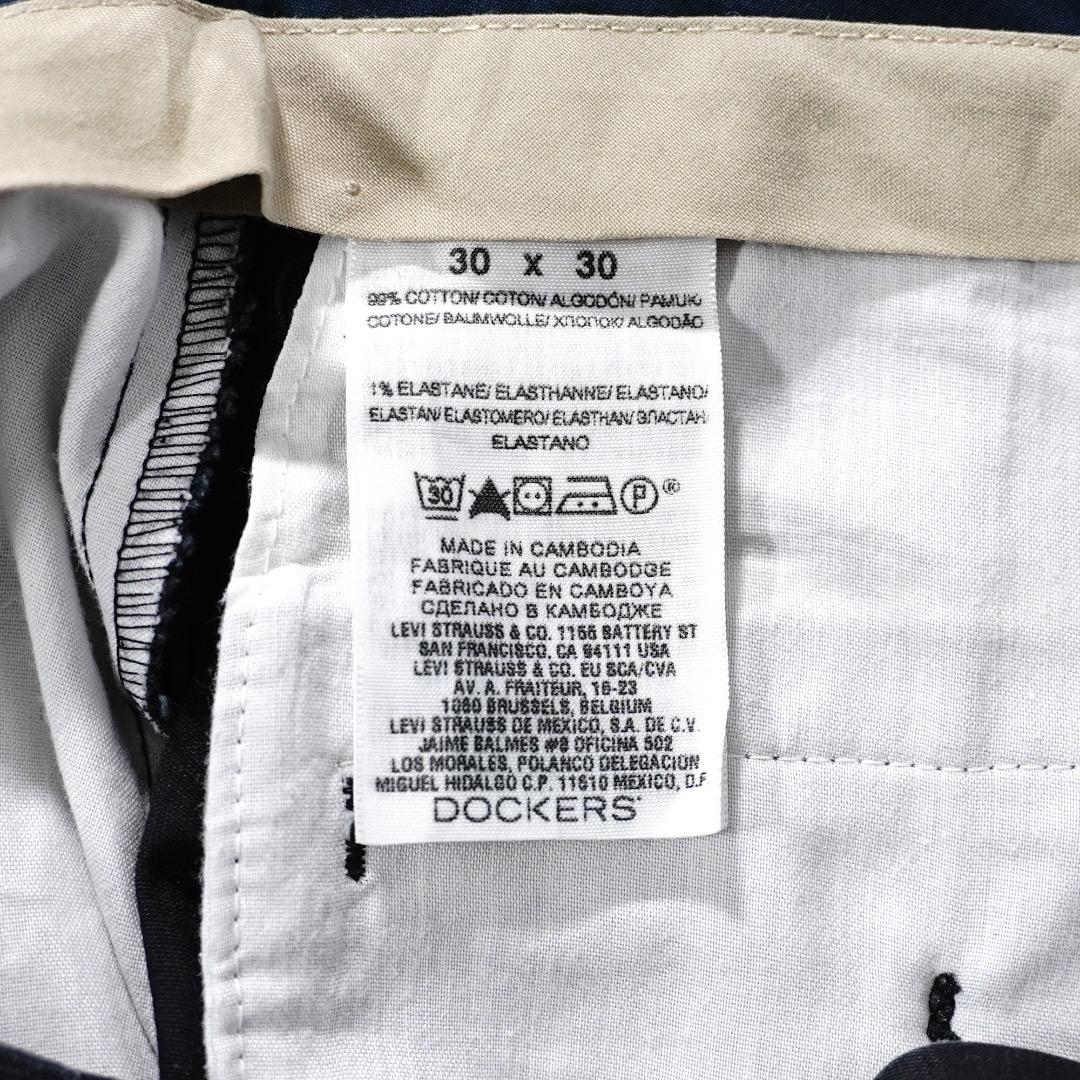 30 x 30
99% COTTON/ COTON/ ALGODÓN/ PAMUK/
COTONE/ BAUMWOLLE/ ХЛОПОК/ ALGODÃO
1% ELASTANE/ ELASTHANNE/ ELASTANO/
ELASTAN/ ELASTOMERO/ ELASTHAN/ ЭЛАСТАН
ELASTANO
30 P ®
MADE IN CAMBODIA
FABRIQUE AU CAMBODGE
FABRICADO EN CAMBOYA
СДЕЛАНО В КАМБОДЖЕ
LEVI STRAUSS & CO. 1155 BATTERY ST
SAN FRANCISCO, CA 94111 USA
LEVI STRAUSS & CO. EU SCA/CVA
AV. A. FRAITEUR, 15-23
1050 BRUSSELS, BELGIUM
LEVI STRAUSS DE MEXICO, S.A. DE C.V.
JAIME BALMES #8 OFICINA 502
LOS MORALES, POLANCO DELEGACION
MIGUEL HIDALGO C.P. 11510 MEXICO, D.F
DOCKERS®